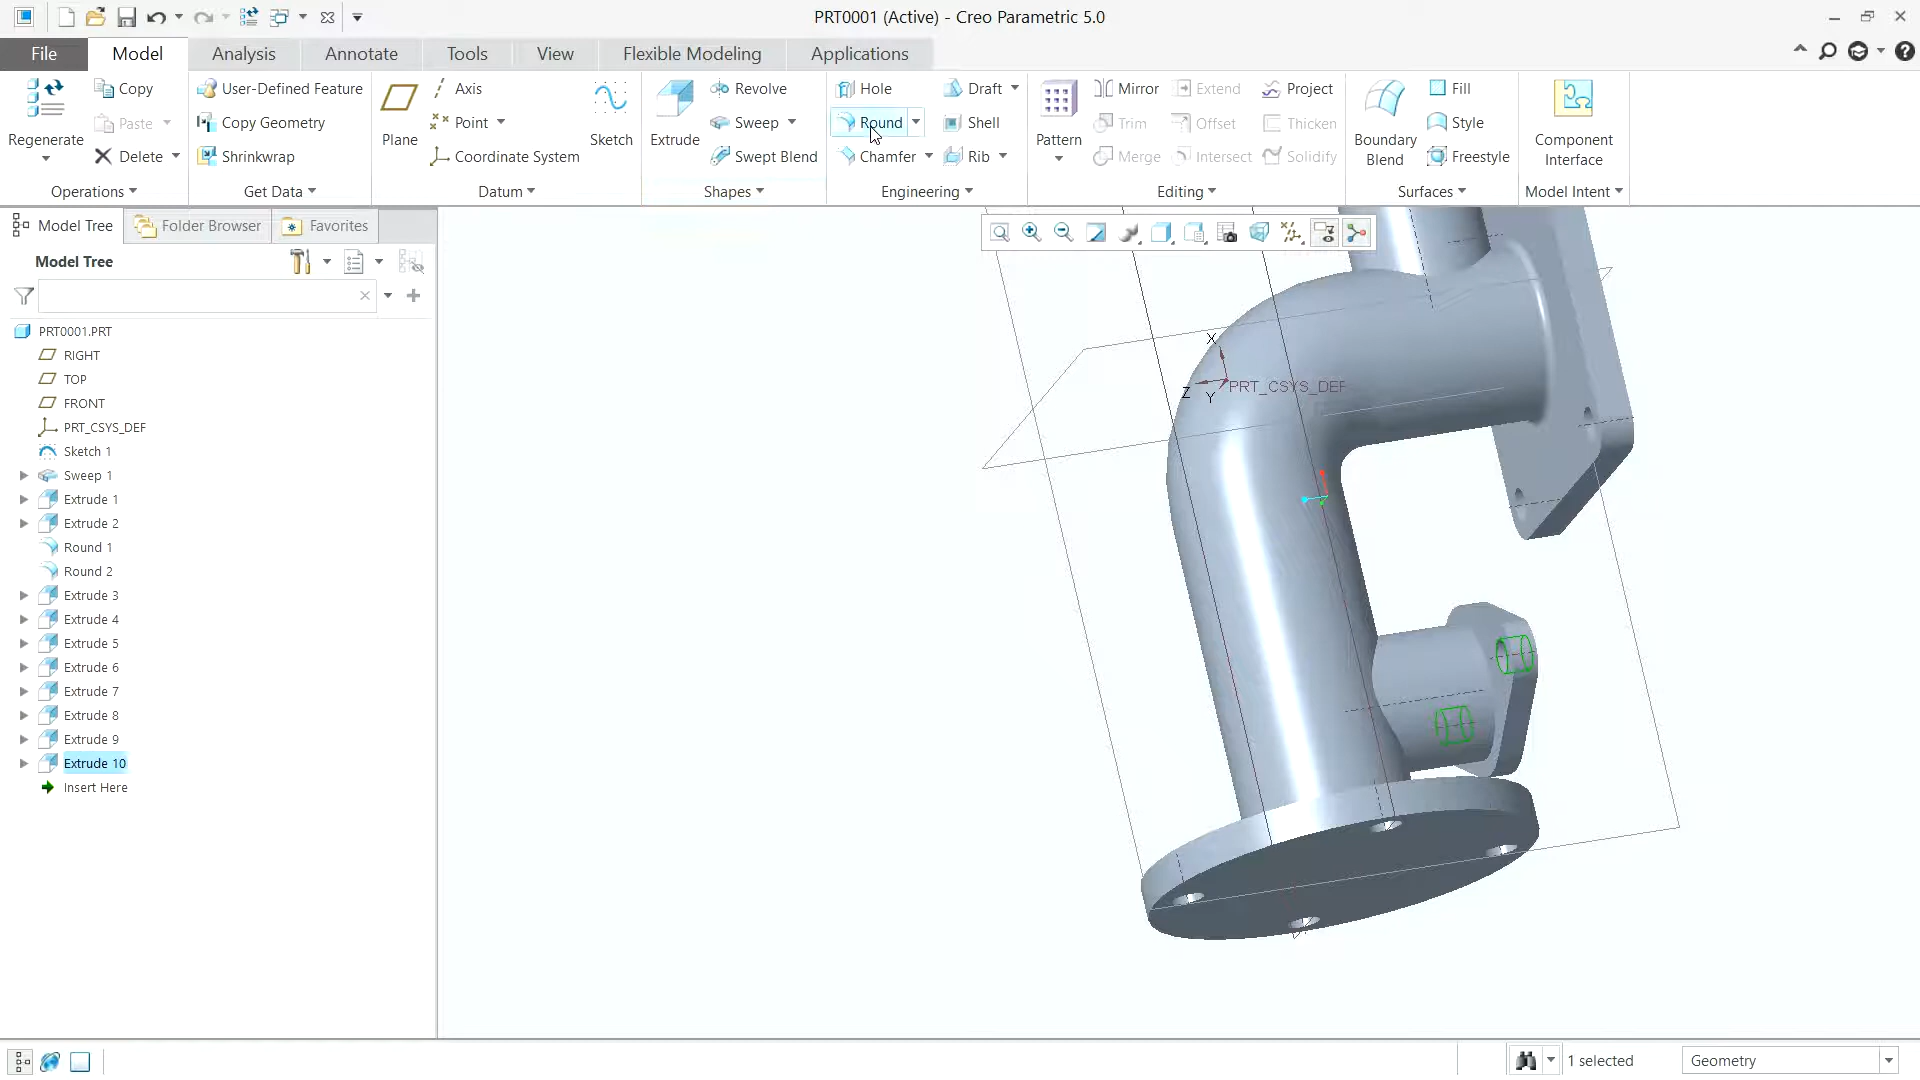 PRT0001 (Active) - Creo Parametric 5.0
File
Model
Analysis
Annotate
Tools
View
Flexible Modeling
Applications
Regenerate
Copy
Paste
Delete
Operations
User-Defined Feature
Copy Geometry
Shrinkwrap
Get Data
Plane
Axis
Point
Coordinate System
Sketch
Datum
Extrude
Revolve
Sweep
Swept Blend
Shapes
Hole
Round
Chamfer
Draft
Shell
Rib
Engineering
Pattern
Mirror
Extend
Project
Trim
Offset
Thicken
Merge
Intersect
Solidify
Editing
Boundary
Blend
Fill
Style
Freestyle
Surfaces
Component
Interface
Model Intent
Model Tree
Folder Browser
Favorites
Model Tree
PRT0001.PRT
RIGHT
TOP
FRONT
PRT_CSYS_DEF
Sketch 1
Sweep 1
Extrude 1
Extrude 2
Round 1
Round 2
Extrude 3
Extrude 4
Extrude 5
Extrude 6
Extrude 7
Extrude 8
Extrude 9
Extrude 10
Insert Here
X
PRT_CSYS_DEF
Z
Y
1 selected
Geometry